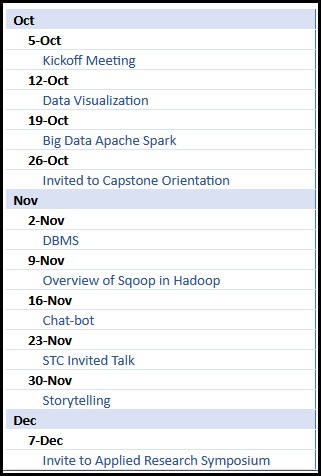 Oct
5-Oct
Kickoff Meeting
12-Oct
Data Visualization
19-Oct
Big Data Apache Spark
26-Oct
Invited to Capstone Orientation
Nov
2-Nov
DBMS
9-Nov
Overview of Sqoop in Hadoop
16-Nov
Chat-bot
23-Nov
STC Invited Talk
30-Nov
Storytelling
Dec
7-Dec
Invite to Applied Research Symposium